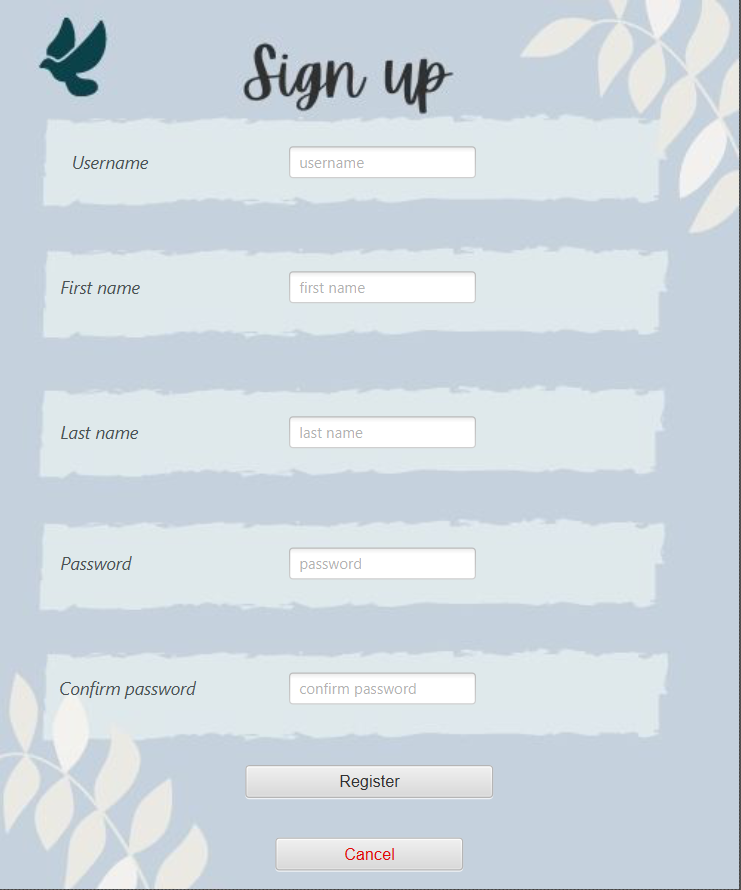 Sign up
Username
username
First name
first name
Last name
last name
Password
password
Confirm password
confirm password
Register
Cancel